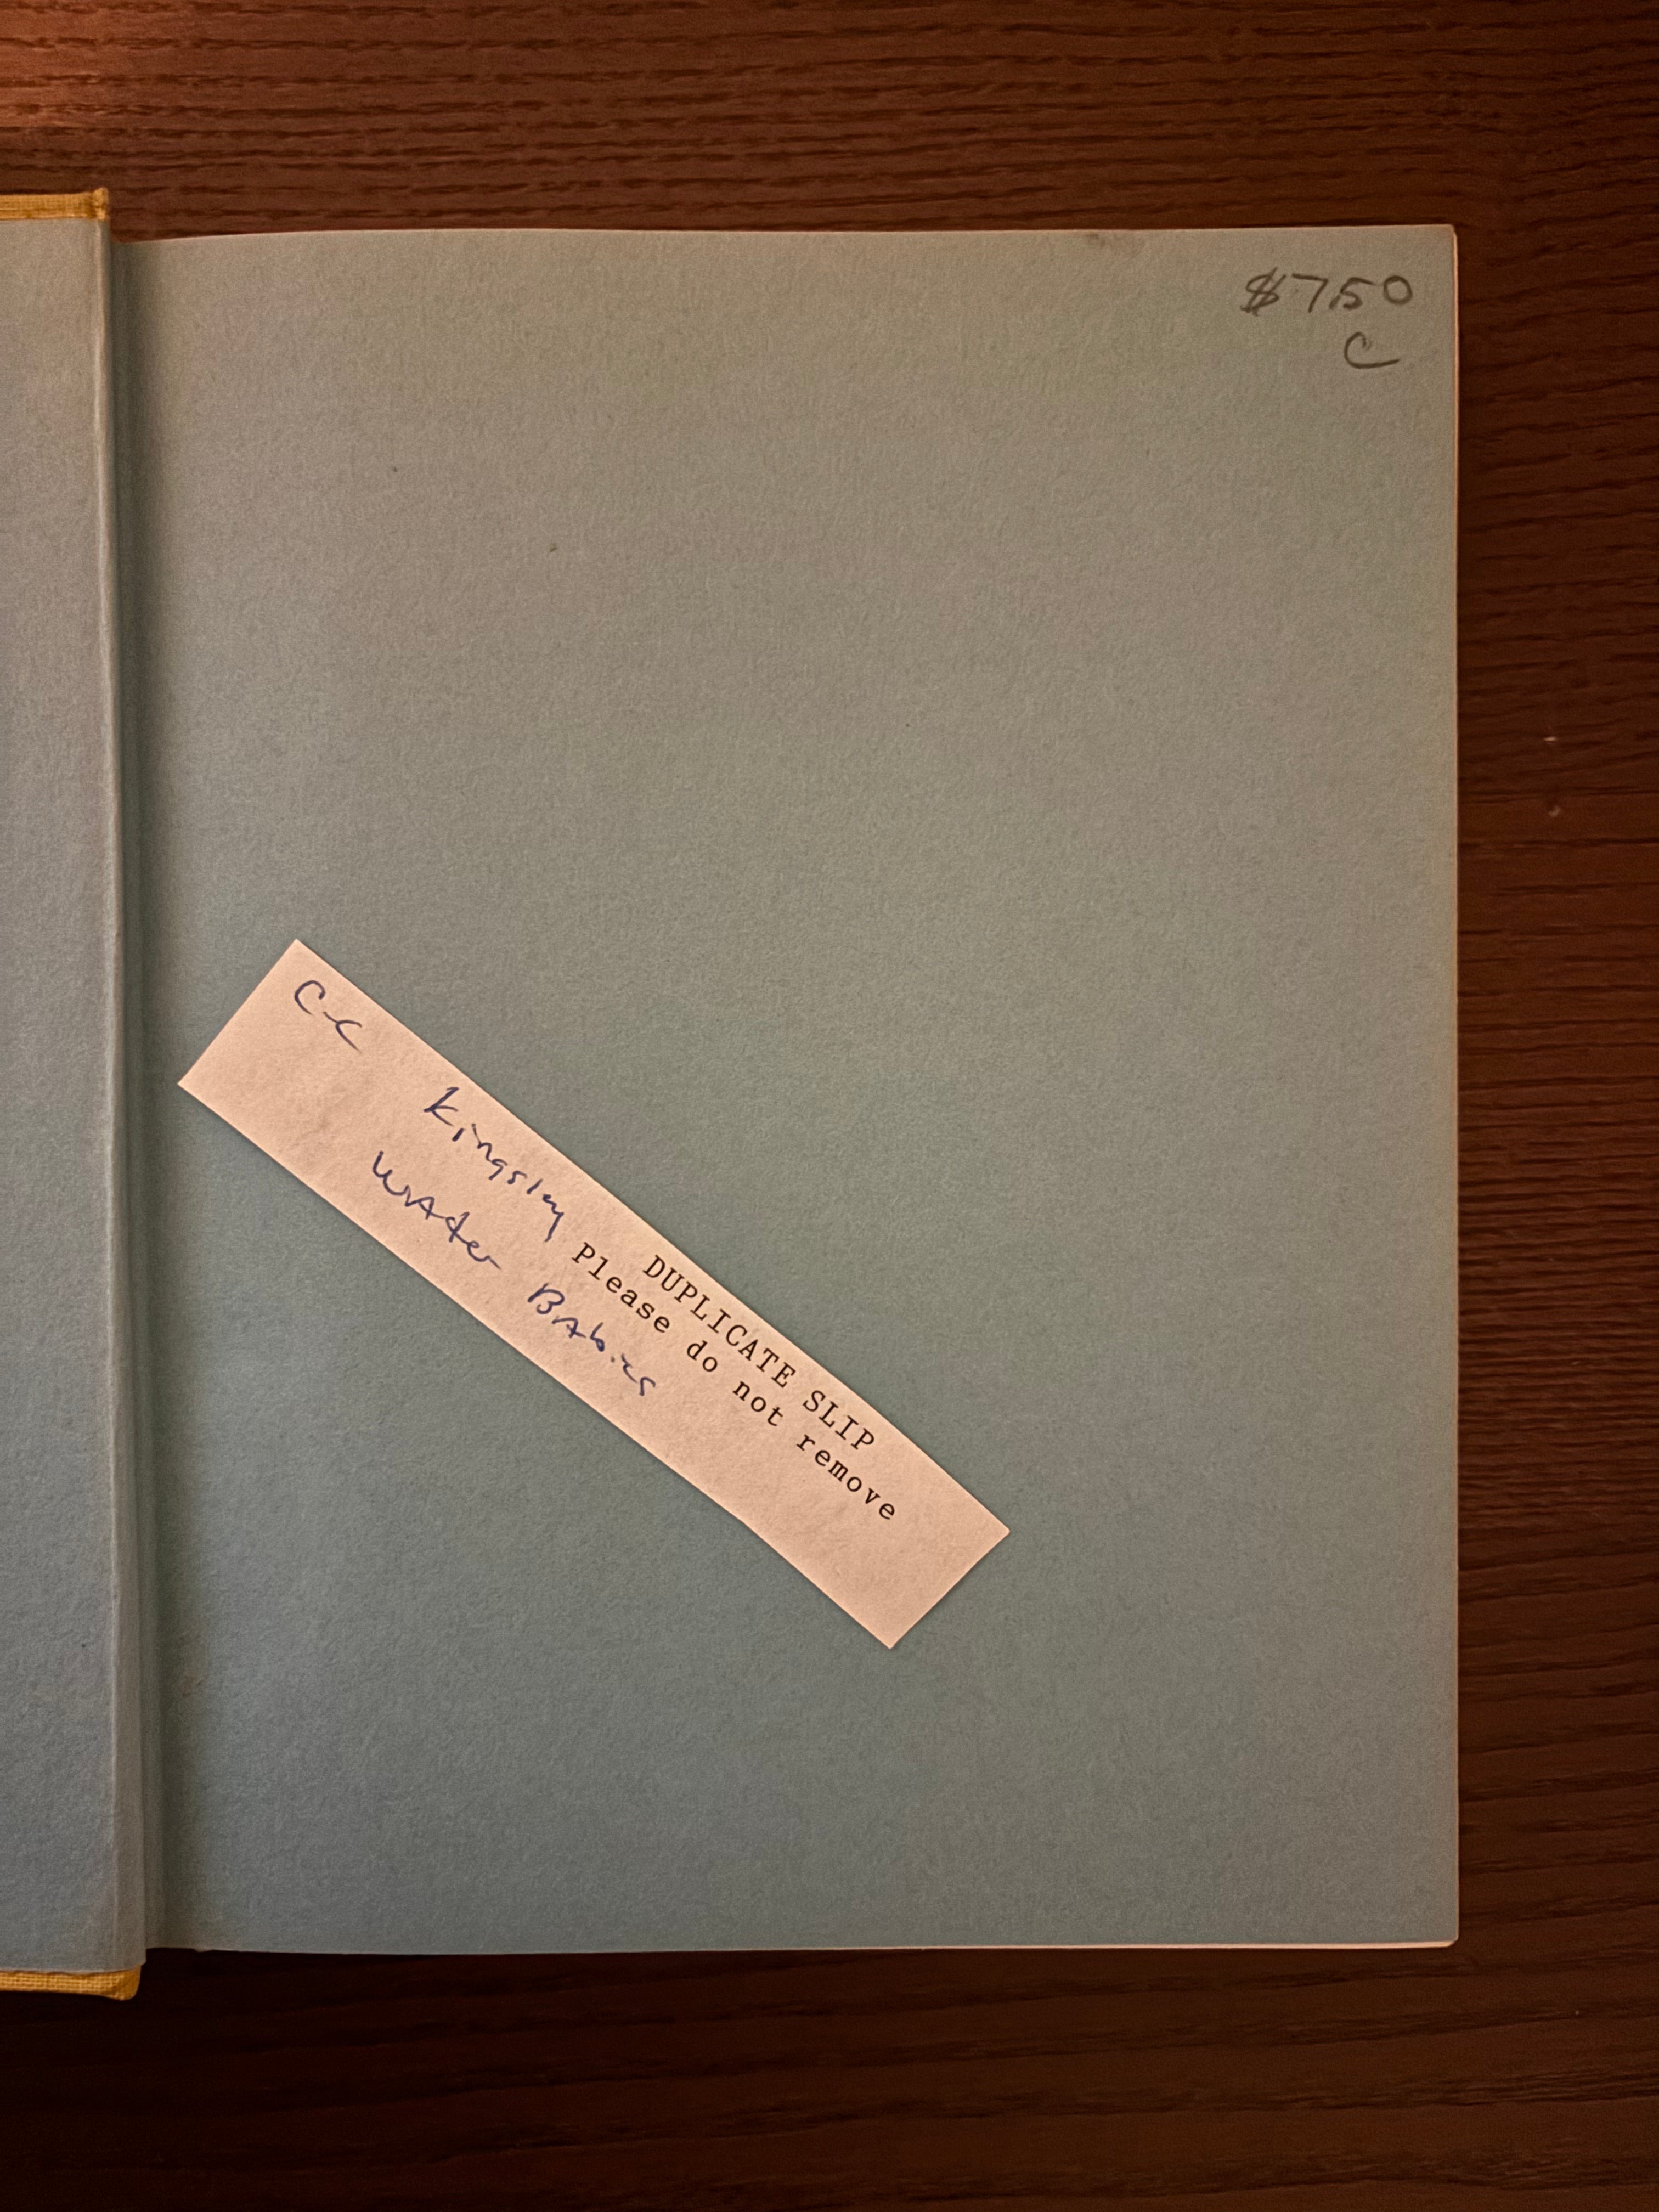 $7.50
C
C-C
Kingsley
Water Babies
DUPLICATE SLIP
Please do not remove